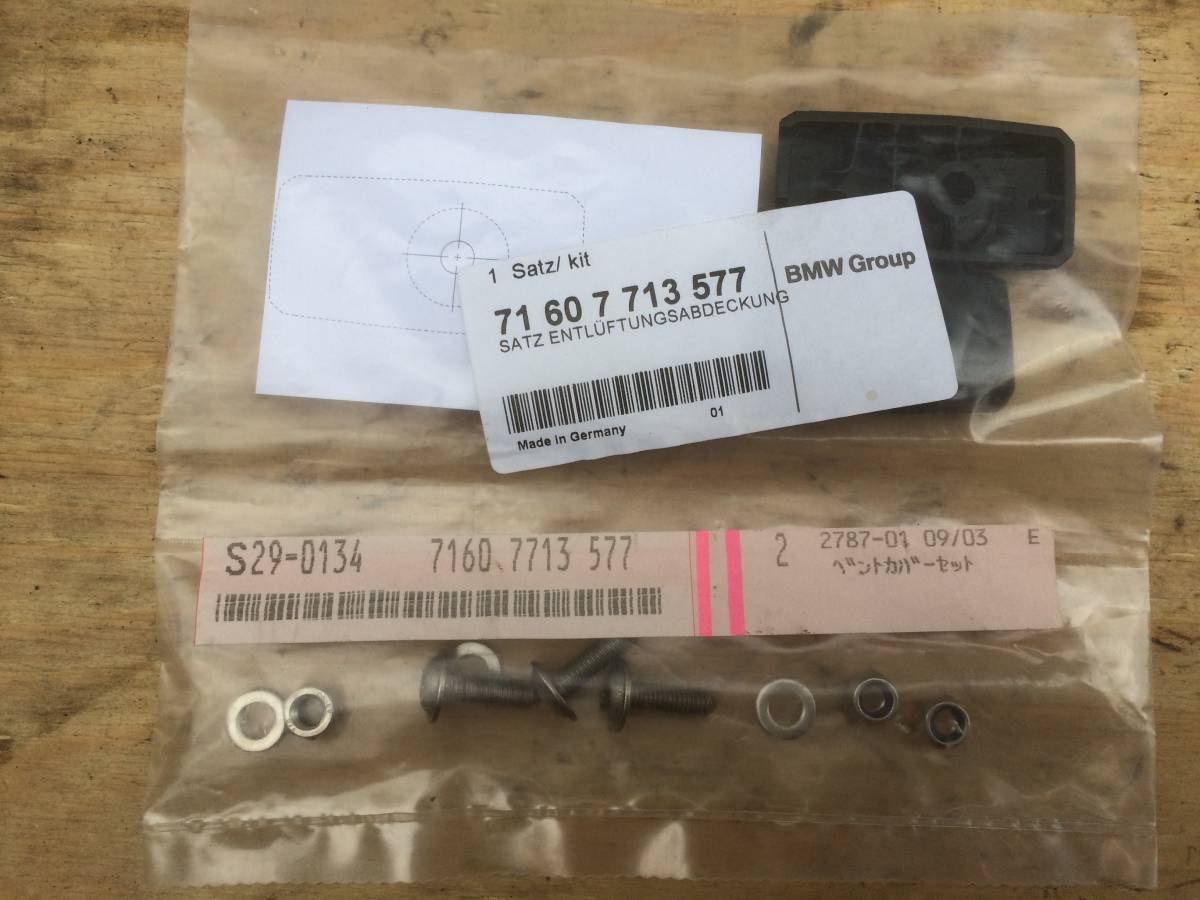 1 Satz/ kit
71 60 7 713 577
SATZ ENTLÜFTUNGSABDECKUNG
BMW Group
01
Made in Germany
S29-0134 7160 7713 577 2 2787-01 09/03 E
ベントカバーセット